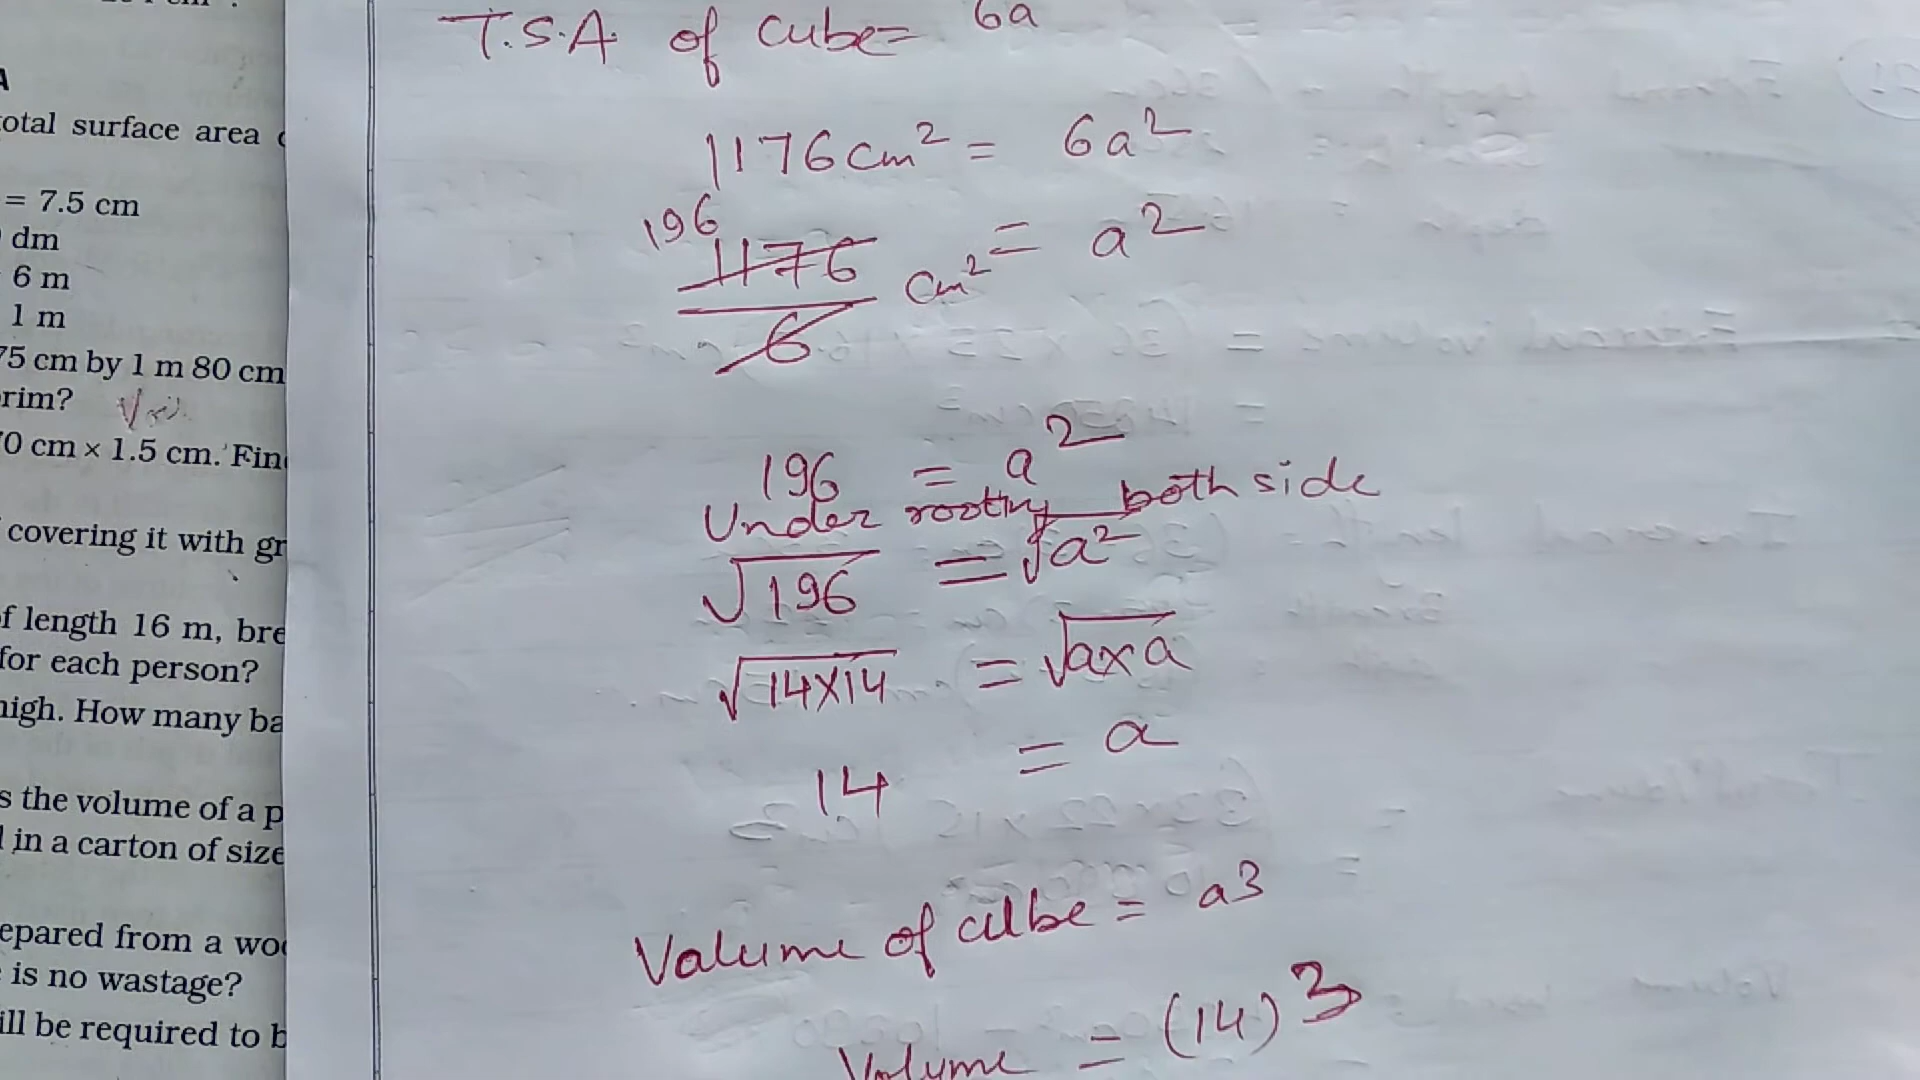 A
otal surface area
= 7.5 cm
dm
6 m
1 m
75 cm by 1 m 80 cm
rim?
0 cm × 1.5 cm. Fin
covering it with gr
f length 16 m, bre
for each person?
high. How many ba
s the volume of a p
in a carton of size
epared from a woo
is no wastage?
ill be required to b
T.S.A. of cube = 6a
1176 cm² = 6a²
196
1176
6
cm² = a²
196 = a²
Under rooting both side
√196 = √a²
√14×14 = √a×a
14 = a
Valume of cube = a3
Volume = (14)3